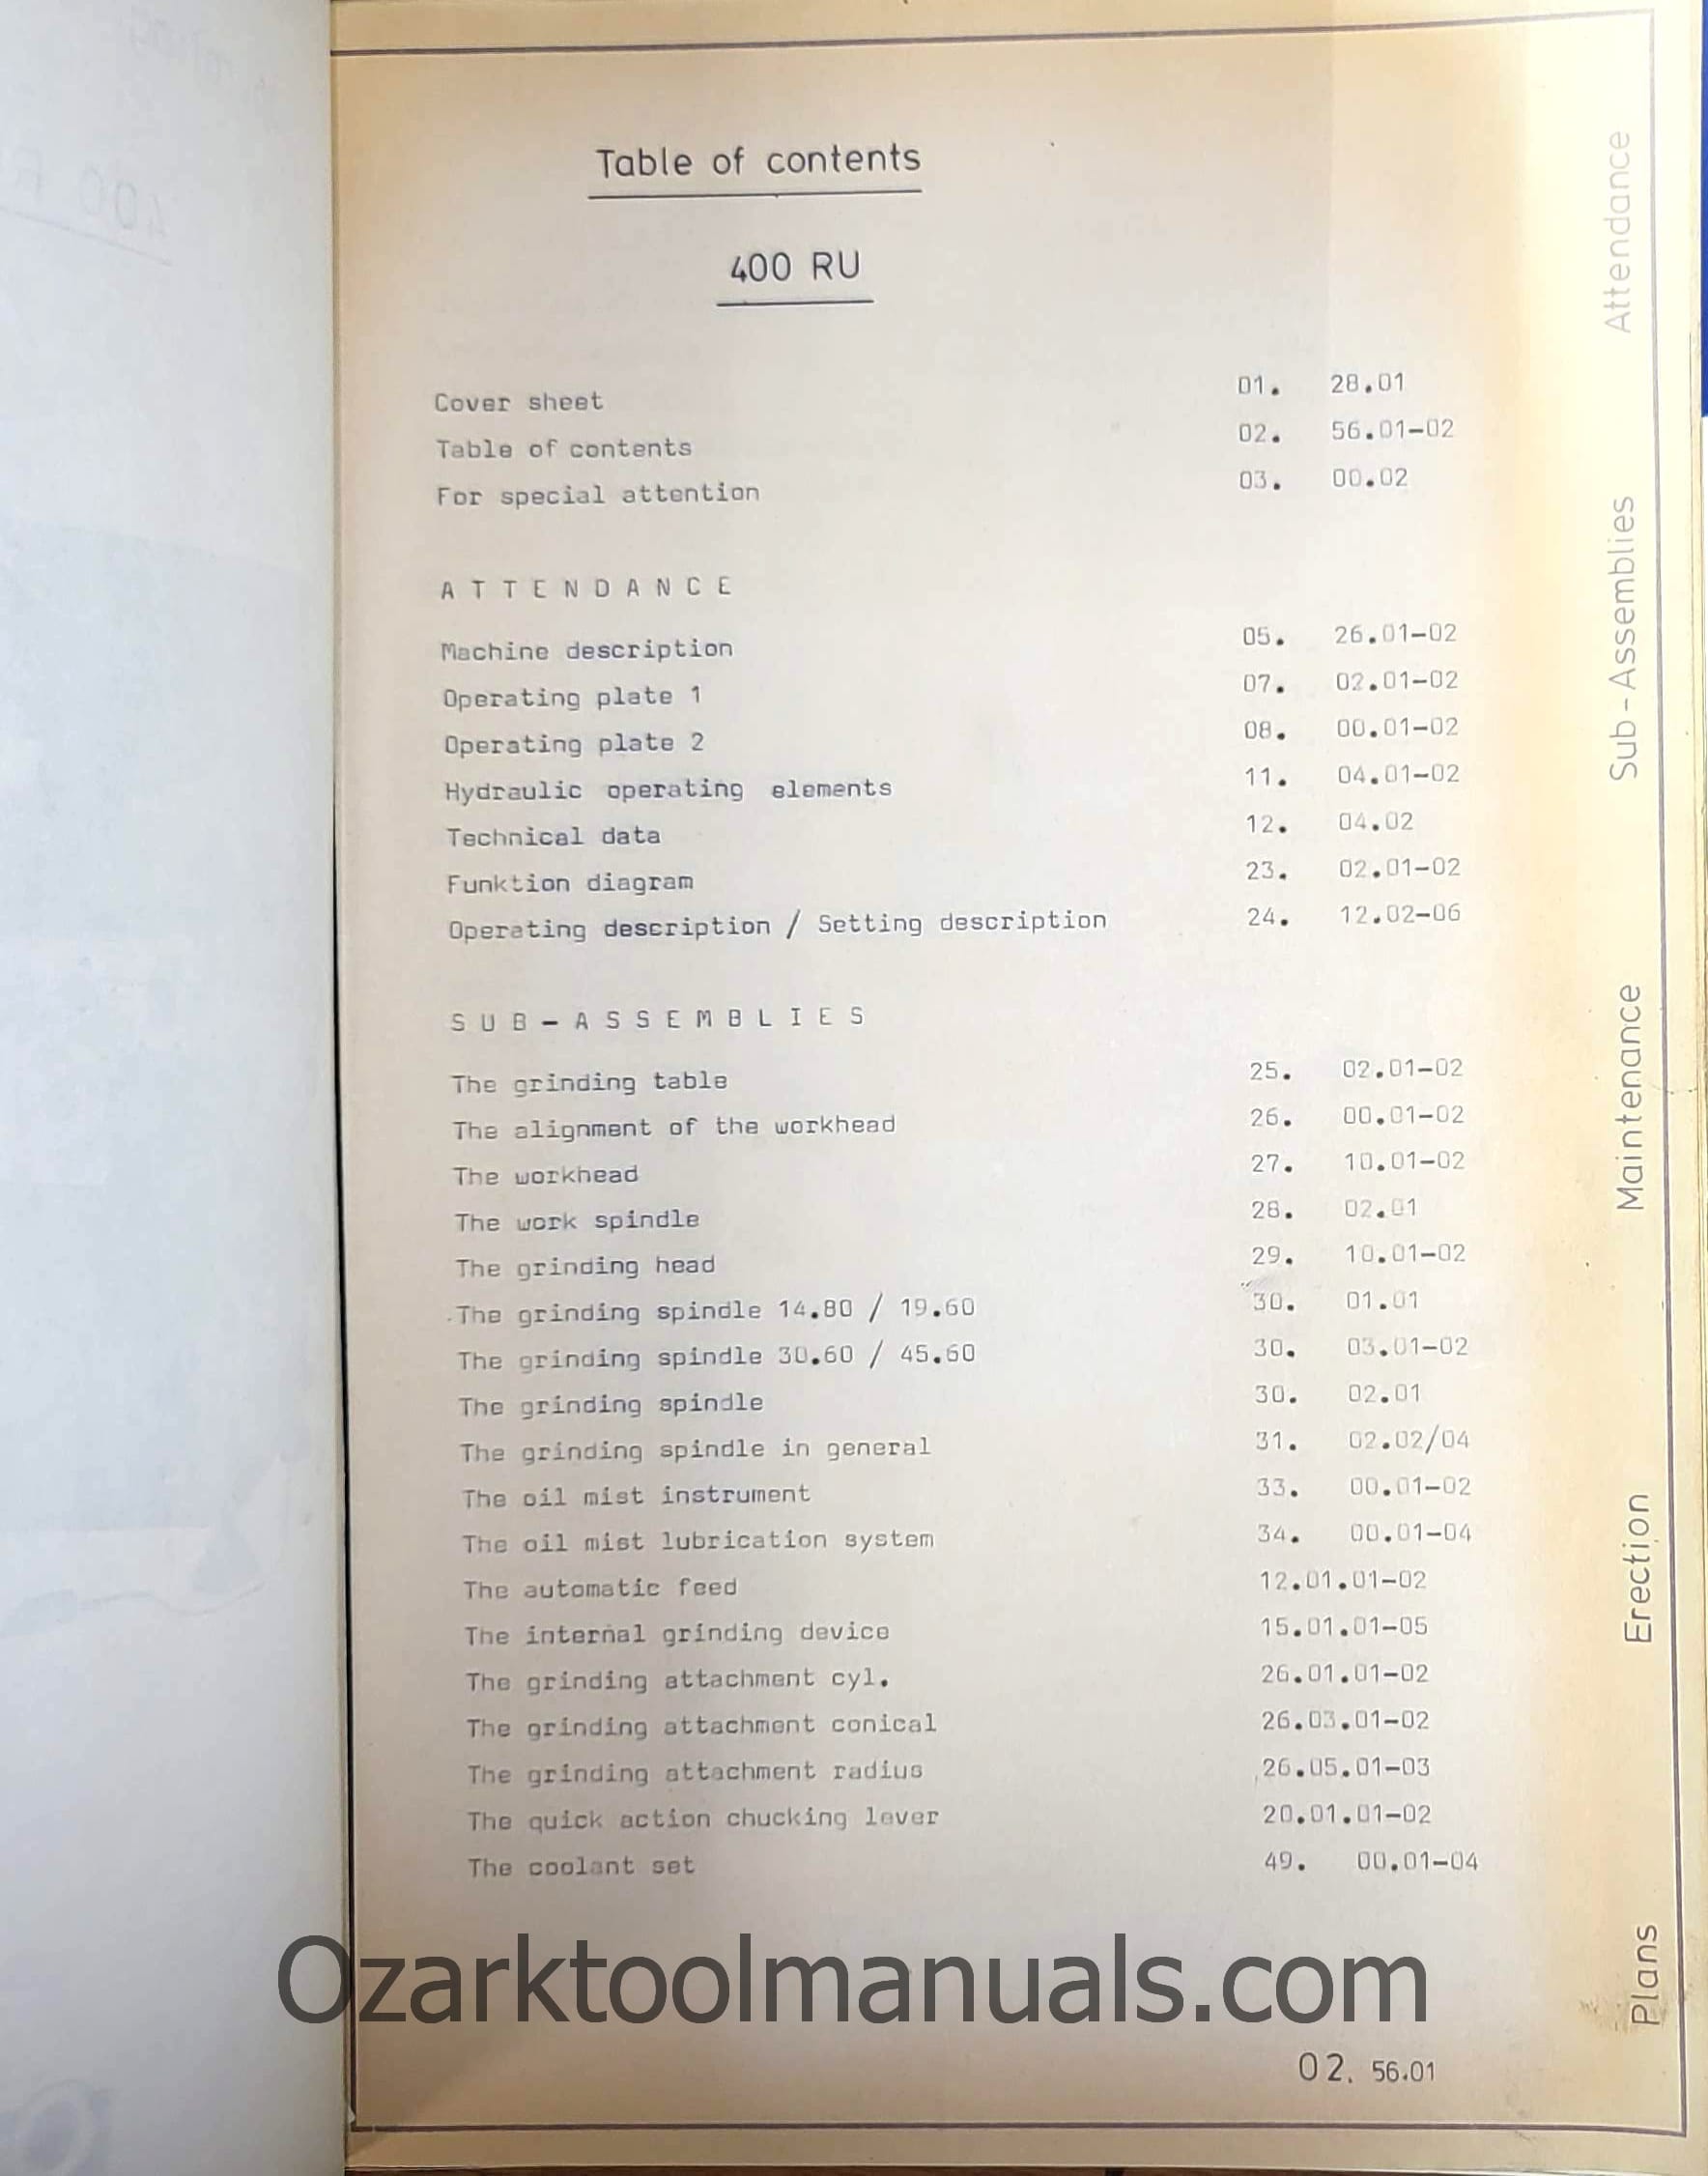 Table of contents
400 RU
Cover sheet 01. 28.01
Table of contents 02. 56.01-02
For special attention 03. 00.02
ATTENDANCE
Machine description 05. 26.01-02
Operating plate 1 07. 02.01-02
Operating plate 2 08. 00.01-02
Hydraulic operating elements 11. 04.01-02
Technical data 12. 04.02
Funktion diagram 23. 02.01-02
Operating description / Setting description 24. 12.02-06
SUB-ASSEMBLIES
The grinding table 25. 02.01-02
The alignment of the workhead 26. 00.01-02
The workhead 27. 10.01-02
The work spindle 28. 02.01
The grinding head 29. 10.01-02
The grinding spindle 14.80 / 19.60 30. 01.01
The grinding spindle 30.60 / 45.60 30. 03.01-02
The grinding spindle 30. 02.01
The grinding spindle in general 31. 02.02/04
The oil mist instrument 33. 00.01-02
The oil mist lubrication system 34. 00.01-04
The automatic feed 12.01.01-02
The internal grinding device 15.01.01-05
The grinding attachment cyl. 26.01.01-02
The grinding attachment conical 26.03.01-02
The grinding attachment radius 26.05.01-03
The quick action chucking lever 20.01.01-02
The coolant set 49. 00.01-04
Ozarktoolmanuals.com
02. 56.01
Attendance
Sub-Assemblies
Maintenance
Erection
Plans
400 R